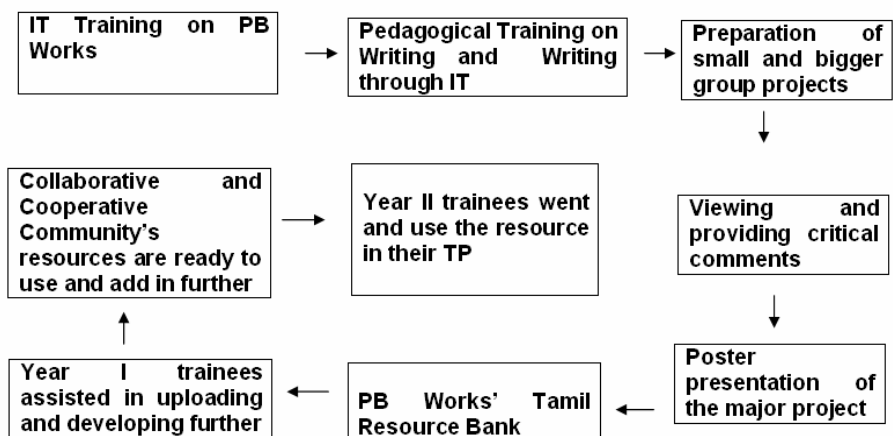 IT Training on PB
Works
Pedagogical Training on
Writing and Writing
through IT
Preparation of
small and bigger
group projects
Viewing and
providing critical
comments
Poster
presentation of
the major project
PB Works' Tamil
Resource Bank
Year I trainees
assisted in uploading
and developing further
Collaborative and
Cooperative
Community's
resources are ready to
use and add in further
Year II trainees went
and use the resource
in their TP